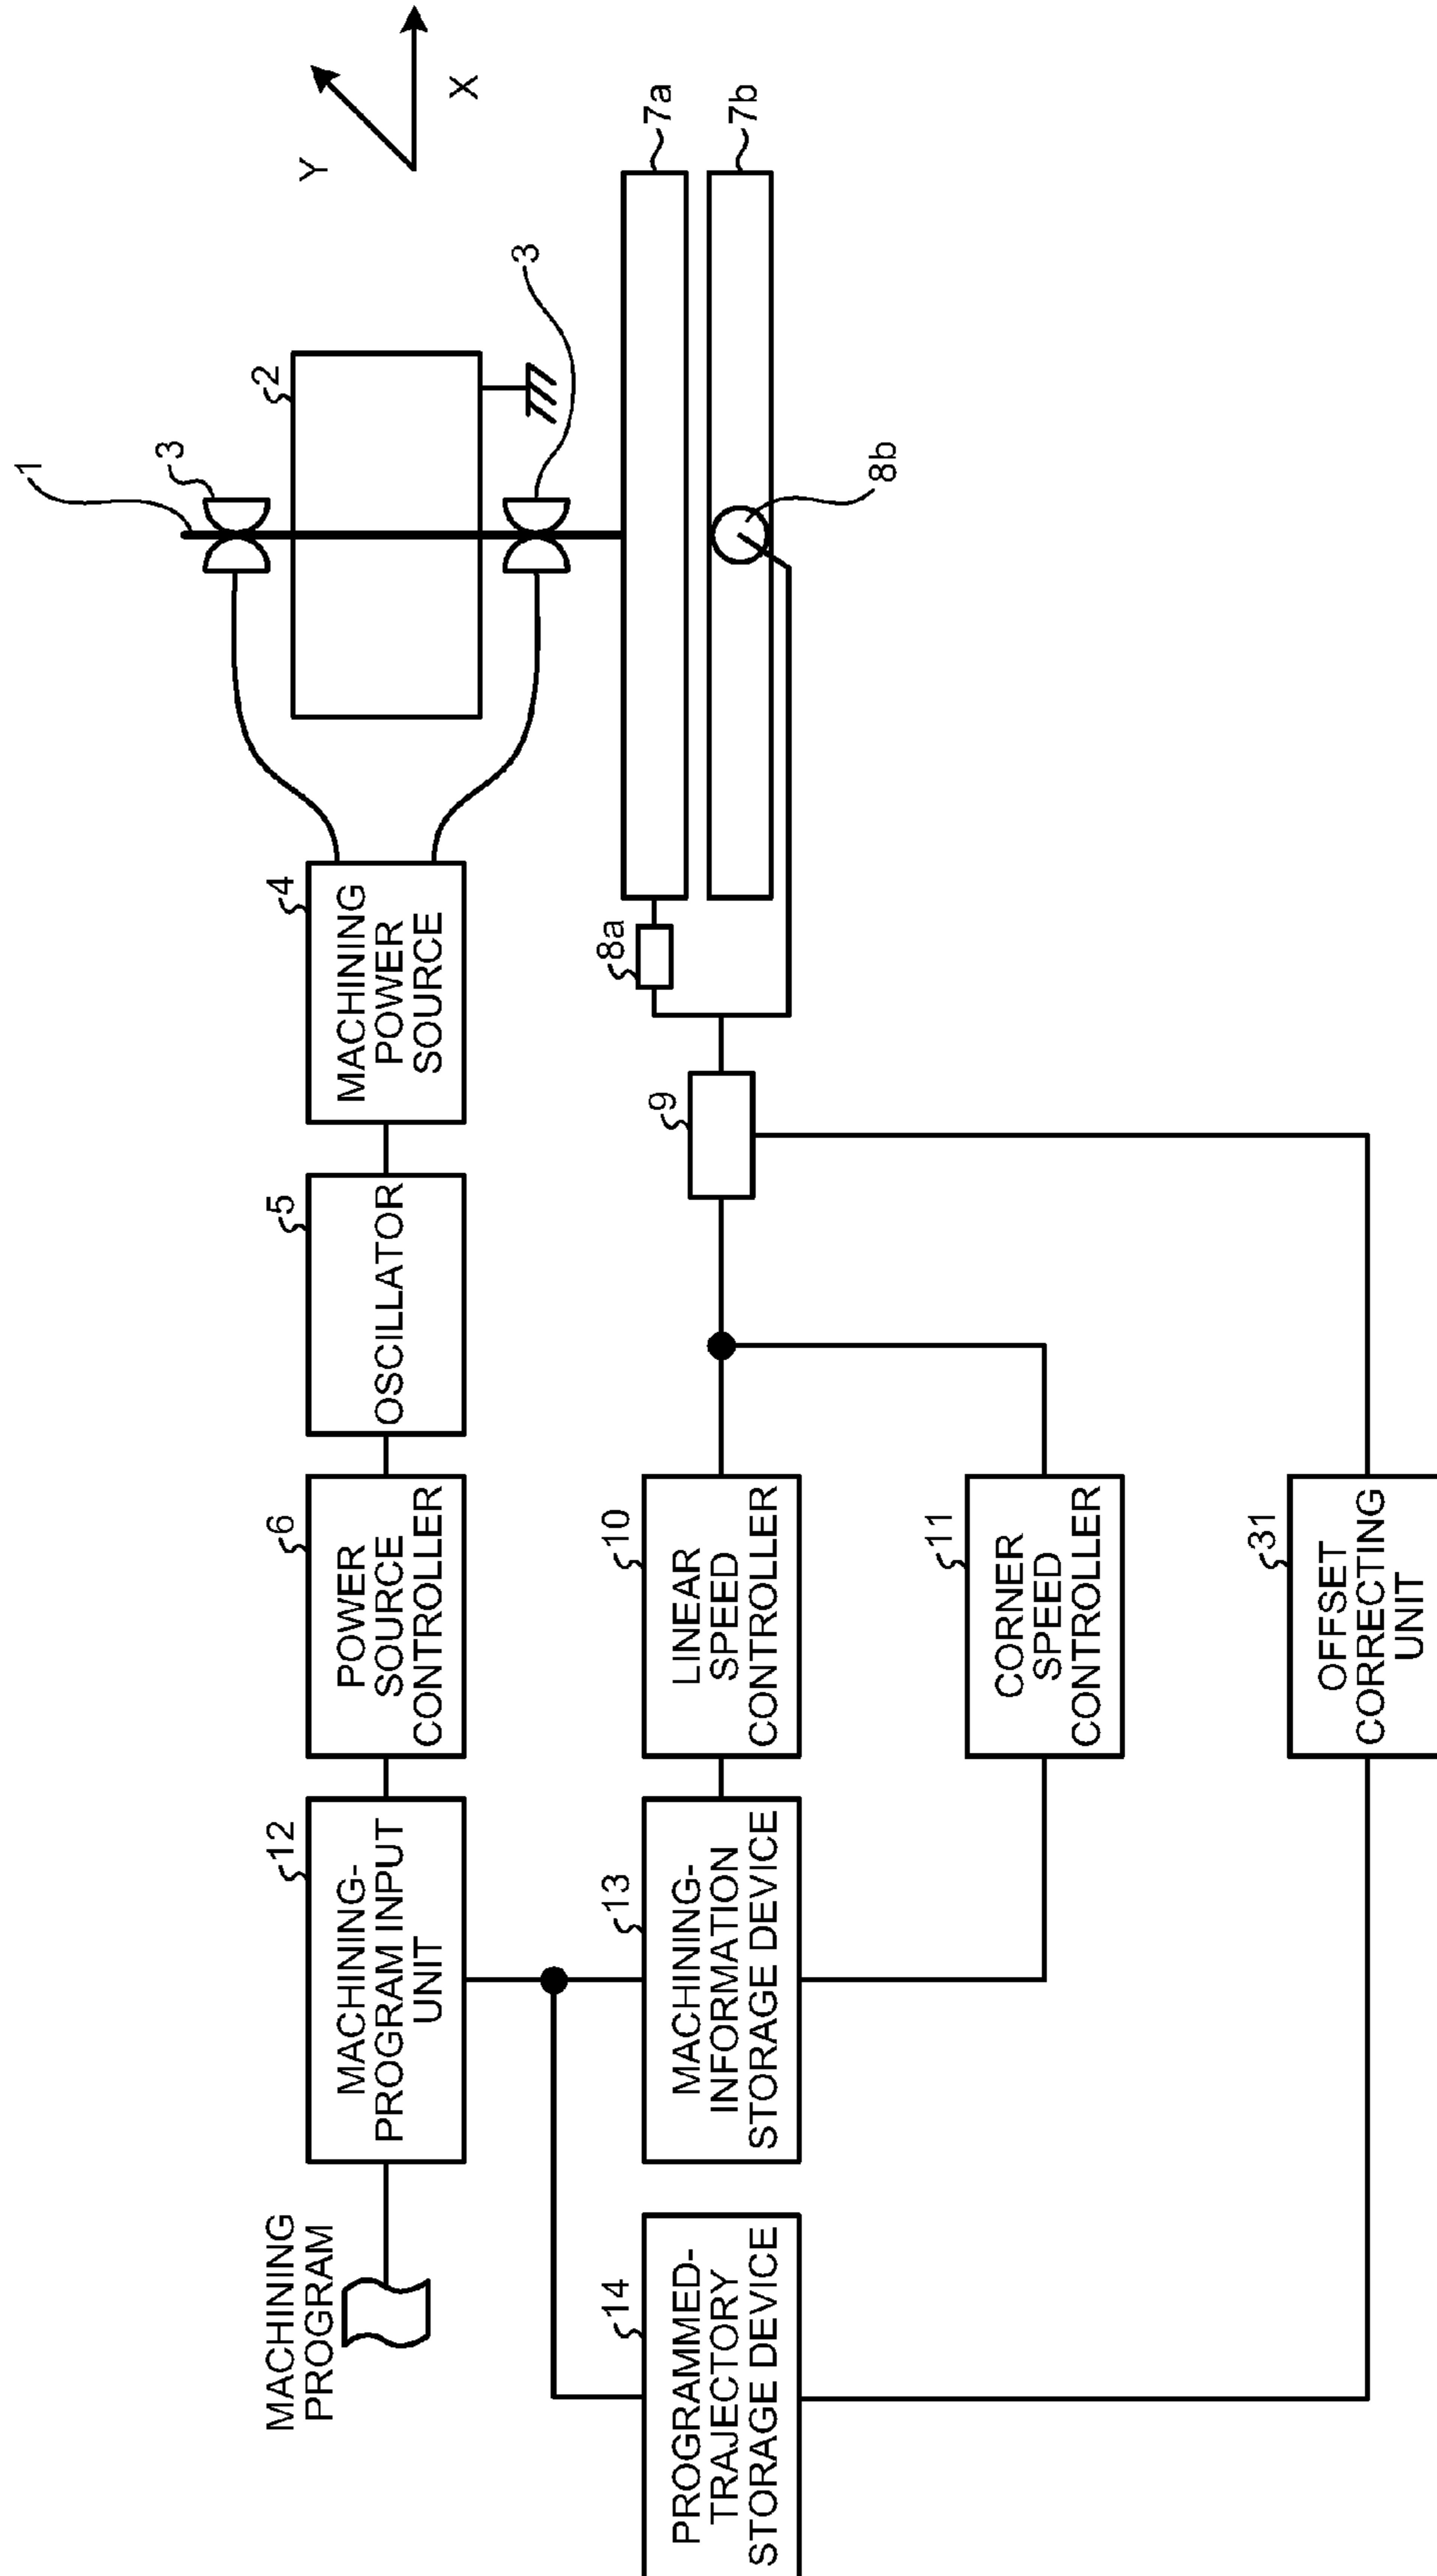 Y
X
1
3
2
3
7a
7b
8b
4
MACHINING
POWER
SOURCE
8a
9
5
OSCILLATOR
6
POWER
SOURCE
CONTROLLER
10
LINEAR
SPEED
CONTROLLER
11
CORNER
SPEED
CONTROLLER
31
OFFSET
CORRECTING
UNIT
12
MACHINING-
PROGRAM INPUT
UNIT
13
MACHINING-
INFORMATION
STORAGE DEVICE
MACHINING
PROGRAM
14
PROGRAMMED-
TRAJECTORY
STORAGE DEVICE